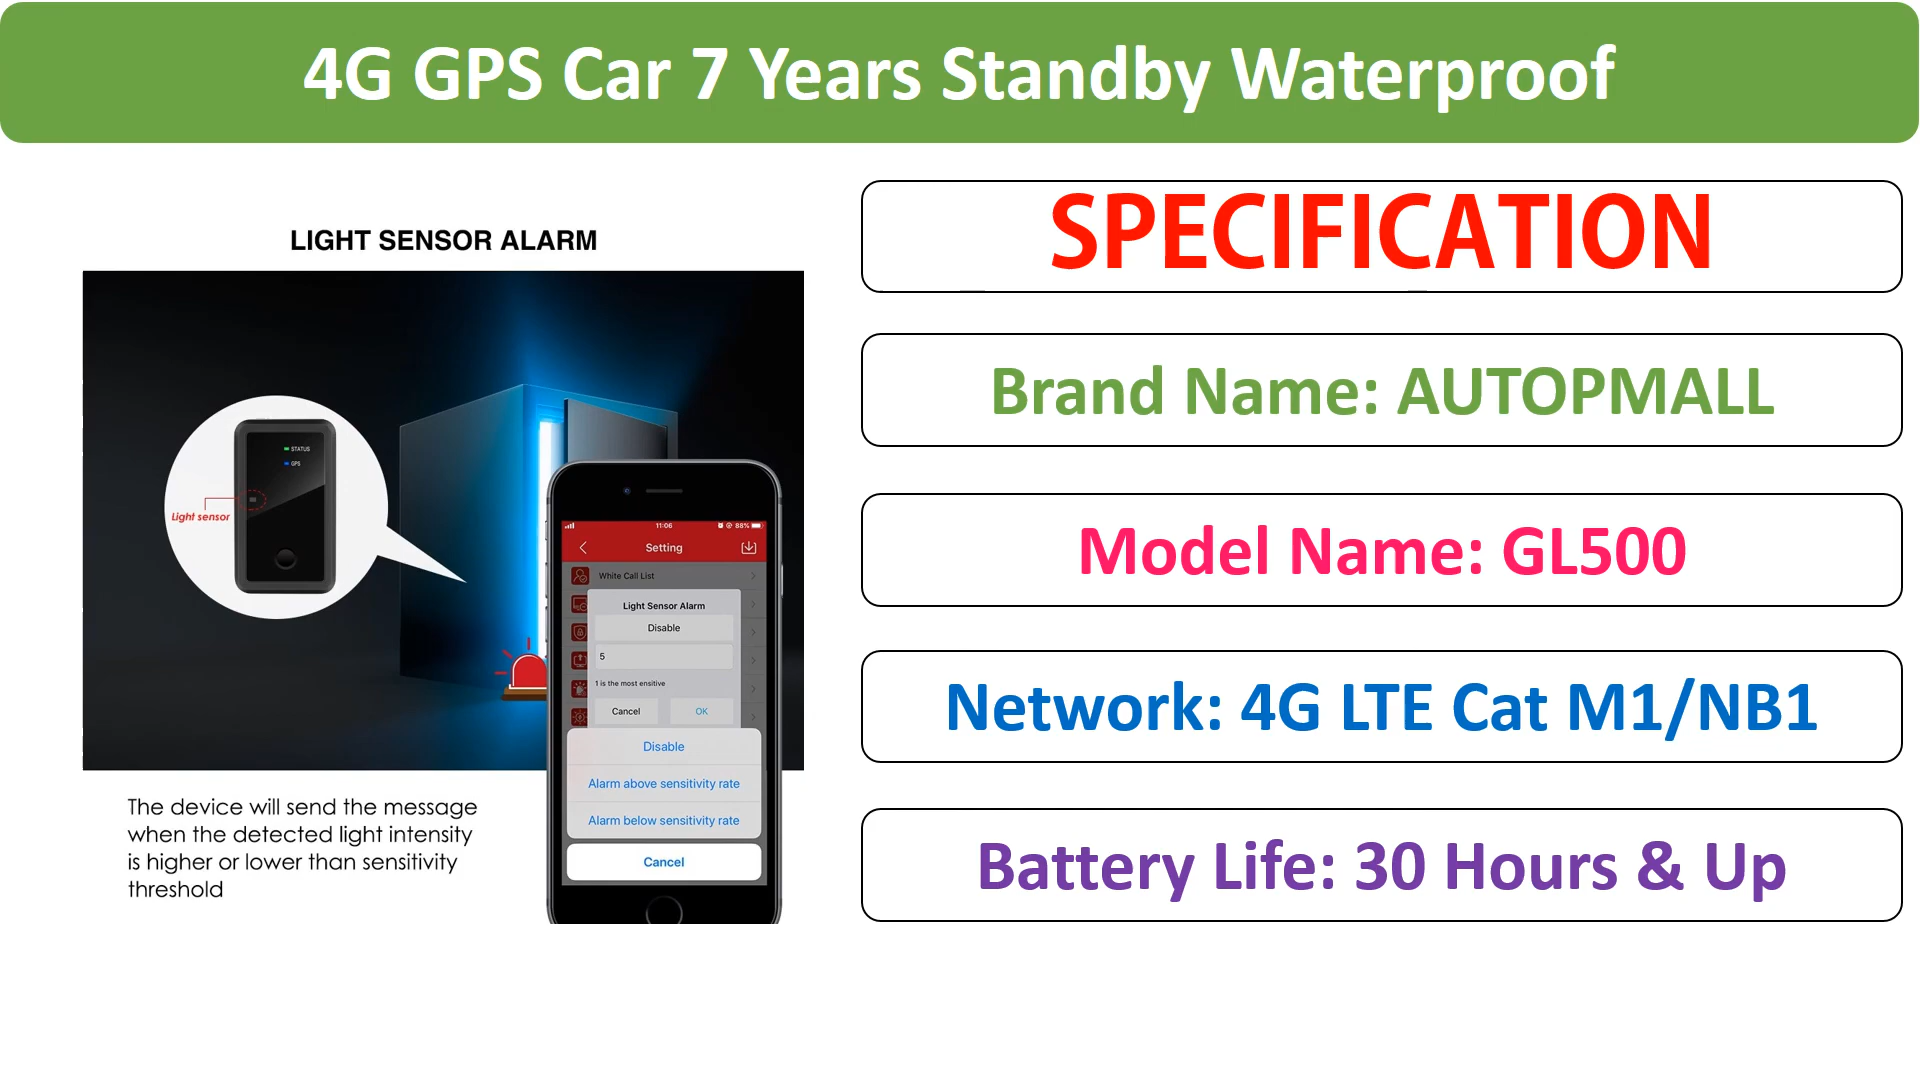 4G GPS Car 7 Years Standby Waterproof
LIGHT SENSOR ALARM
STATUS
GPS
Light sensor
11:06
88%
Setting
White Call List
Light Sensor Alarm
Disable
5
1 is the most ensitive
Cancel
OK
Disable
Alarm above sensitivity rate
Alarm below sensitivity rate
Cancel
The device will send the message
when the detected light intensity
is higher or lower than sensitivity
threshold
SPECIFICATION
Brand Name: AUTOPMALL
Model Name: GL500
Network: 4G LTE Cat M1/NB1
Battery Life: 30 Hours & Up